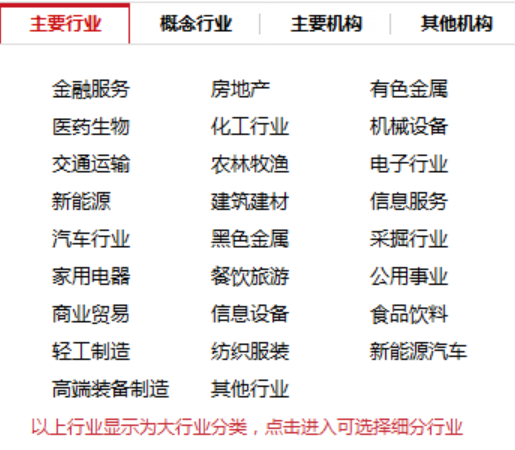 主要行业 概念行业 主要机构 其他机构
金融服务 房地产 有色金属
医药生物 化工行业 机械设备
交通运输 农林牧渔 电子行业
新能源 建筑建材 信息服务
汽车行业 黑色金属 采掘行业
家用电器 餐饮旅游 公用事业
商业贸易 信息设备 食品饮料
轻工制造 纺织服装 新能源汽车
高端装备制造 其他行业
以上行业显示为大行业分类，点击进入可选择细分行业